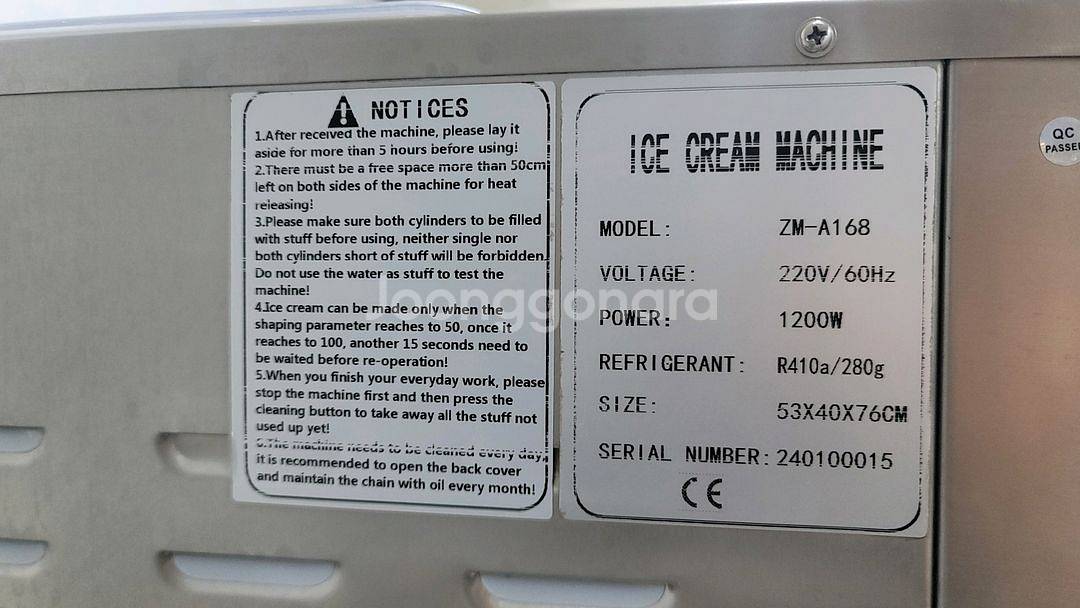 NOTICES
1.After received the machine, please lay it
aside for more than 5 hours before using!
2.There must be a free space more than 50cm
left on both sides of the machine for heat
releasing!
3.Please make sure both cylinders to be filled
with stuff before using, neither single nor
both cylinders short of stuff will be forbidden.
Do not use the water as stuff to test the
machine!
4.Ice cream can be made only when the
shaping parameter reaches to 50, once it
reaches to 100, another 15 seconds need to
be waited before re-operation!
5.When you finish your everyday work, please
stop the machine first and then press the
cleaning button to take away all the stuff not
used up yet!
6.The machine needs to be cleaned every day,
it is recommended to open the back cover
and maintain the chain with oil every month!
ICE CREAM MACHINE
MODEL: ZM-A168
VOLTAGE: 220V/60Hz
POWER: 1200W
REFRIGERANT: R410a/280g
SIZE: 53X40X76CM
SERIAL NUMBER: 240100015
CE
QC
PASSE
Joonggonara